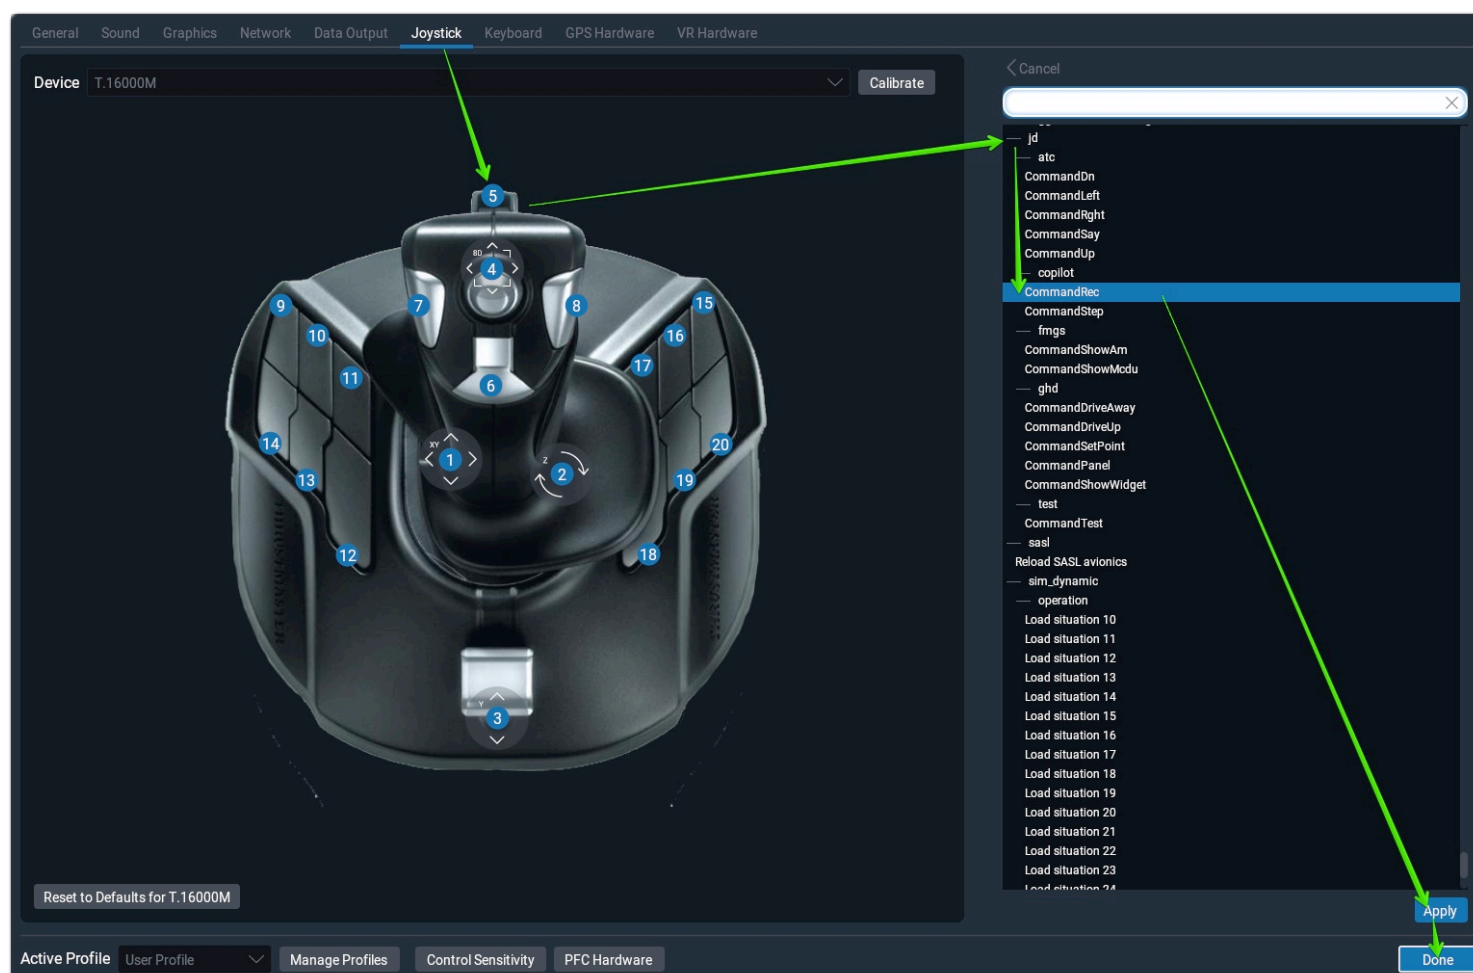 General Sound Graphics Network Data Output Joystick Keyboard GPS Hardware VR Hardware
Device T.16000M Calibrate
Cancel
jd
atc
CommandDn
CommandLeft
CommandRght
CommandSay
CommandUp
copilot
CommandRec
CommandStep
fmgs
CommandShowAm
CommandShowMcdu
ghd
CommandDriveAway
CommandDriveUp
CommandSetPoint
CommandPanel
CommandShowWidget
test
CommandTest
sasl
Reload SASL avionics
sim_dynamic
operation
Load situation 10
Load situation 11
Load situation 12
Load situation 13
Load situation 14
Load situation 15
Load situation 16
Load situation 17
Load situation 18
Load situation 19
Load situation 20
Load situation 21
Load situation 22
Load situation 23
Load situation 24
5
4
7 8
9 15
10 16
11 17
6
14 XY 1 Z 2 20
13 19
12 18
THRUSTMASTER THRUSTMASTER
Y
3
Reset to Defaults for T.16000M
Apply
Active Profile User Profile Manage Profiles Control Sensitivity PFC Hardware Done